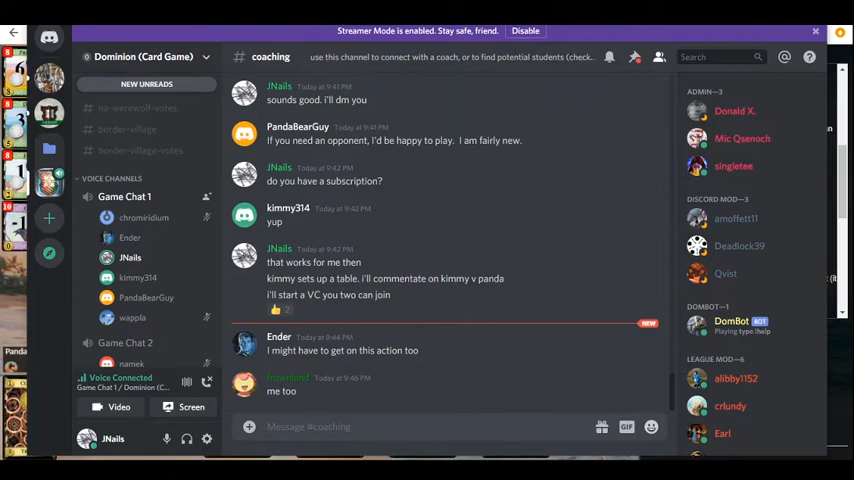 Streamer Mode is enabled. Stay safe, friend.
Disable
Dominion (Card Game)
# coaching
use this channel to connect with a coach, or to find potential students (check...
Search
NEW UNREADS
# na-werewolf-votes
# border-village
# border-village-votes
VOICE CHANNELS
Game Chat 1
chromiridium
Ender
JNails
kimmy314
PandaBearGuy
wappla
Game Chat 2
namek
Voice Connected
Game Chat 1 / Dominion (C...
Video
Screen
JNails
JNails Today at 9:41 PM
sounds good. i'll dm you
PandaBearGuy Today at 9:41 PM
If you need an opponent, I'd be happy to play. I am fairly new.
JNails Today at 9:42 PM
do you have a subscription?
kimmy314 Today at 9:42 PM
yup
JNails Today at 9:42 PM
that works for me then
kimmy sets up a table. i'll commentate on kimmy v panda
i'll start a VC you two can join
2
NEW
Ender Today at 9:44 PM
I might have to get on this action too
frownland Today at 9:46 PM
me too
Message #coaching
GIF
ADMIN—3
Donald X.
Mic Qsenoch
singletee
DISCORD MOD—3
amoffett11
Deadlock39
Qvist
DOMBOT—1
DomBot BOT
Playing type !help
LEAGUE MOD—6
alibby1152
crlundy
Earl
8
8
8
10
Panda